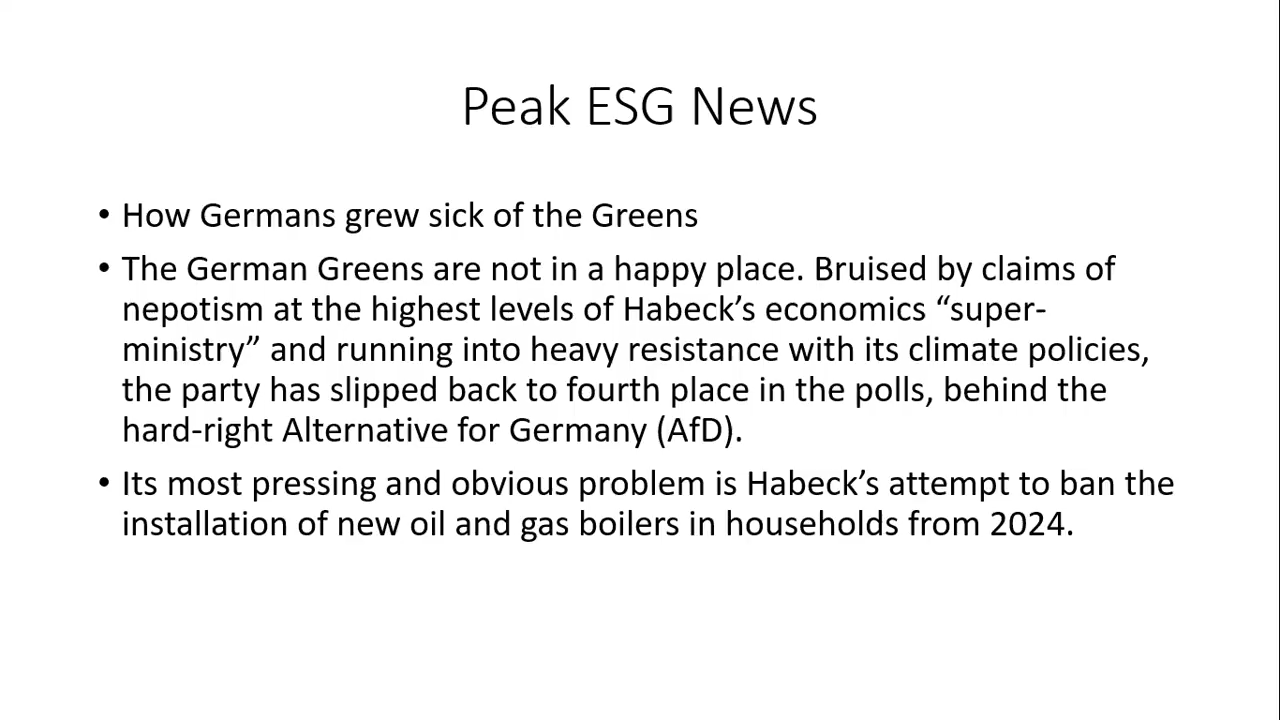 Peak ESG News
• How Germans grew sick of the Greens
• The German Greens are not in a happy place. Bruised by claims of
nepotism at the highest levels of Habeck’s economics “super-
ministry” and running into heavy resistance with its climate policies,
the party has slipped back to fourth place in the polls, behind the
hard-right Alternative for Germany (AfD).
• Its most pressing and obvious problem is Habeck’s attempt to ban the
installation of new oil and gas boilers in households from 2024.